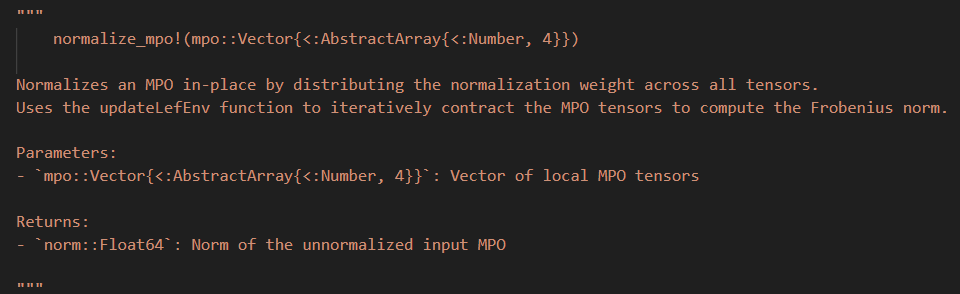 """
    normalize_mpo!(mpo::Vector{<:AbstractArray{<:Number, 4}})
Normalizes an MPO in-place by distributing the normalization weight across all tensors.
Uses the updateLefEnv function to iteratively contract the MPO tensors to compute the Frobenius norm.
Parameters:
- `mpo::Vector{<:AbstractArray{<:Number, 4}}`: Vector of local MPO tensors
Returns:
- `norm::Float64`: Norm of the unnormalized input MPO
"""